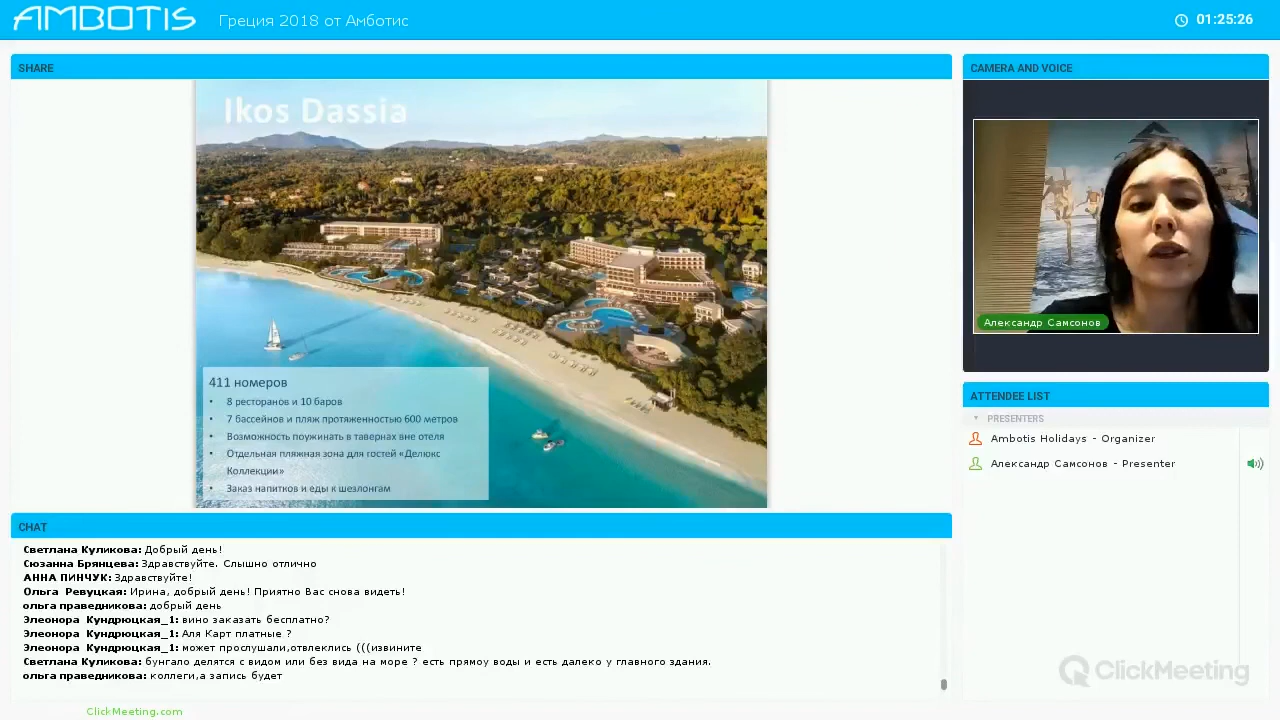 AMBOTIS
Греция 2018 от Амботис
01:25:26
SHARE
Ikos Dassia
411 номеров
• 8 ресторанов и 10 баров
• 7 бассейнов и пляж протяженностью 600 метров
• Возможность поужинать в тавернах вне отеля
• Отдельная пляжная зона для гостей «Делюкс
Коллекции»
• Заказ напитков и еды к шезлонгам
CAMERA AND VOICE
Александр Самсонов
ATTENDEE LIST
PRESENTERS
Ambotis Holidays - Organizer
Александр Самсонов - Presenter
CHAT
Светлана Куликова: Добрый день!
Сюзанна Брянцева: Здравствуйте. Слышно отлично
АННА ПИНЧУК: Здравствуйте!
Ольга Ревуцкая: Ирина, добрый день! Приятно Вас снова видеть!
ольга праведникова: добрый день
Элеонора Кундрюцкая_1: вино заказать бесплатно?
Элеонора Кундрюцкая_1: Аля Карт платные ?
Элеонора Кундрюцкая_1: может прослушали,отвлеклись (((извините
Светлана Куликова: бунгало делятся с видом или без вида на море ? есть прямоу воды и есть далеко у главного здания.
ольга праведникова: коллеги,а запись будет
ClickMeeting
ClickMeeting.com